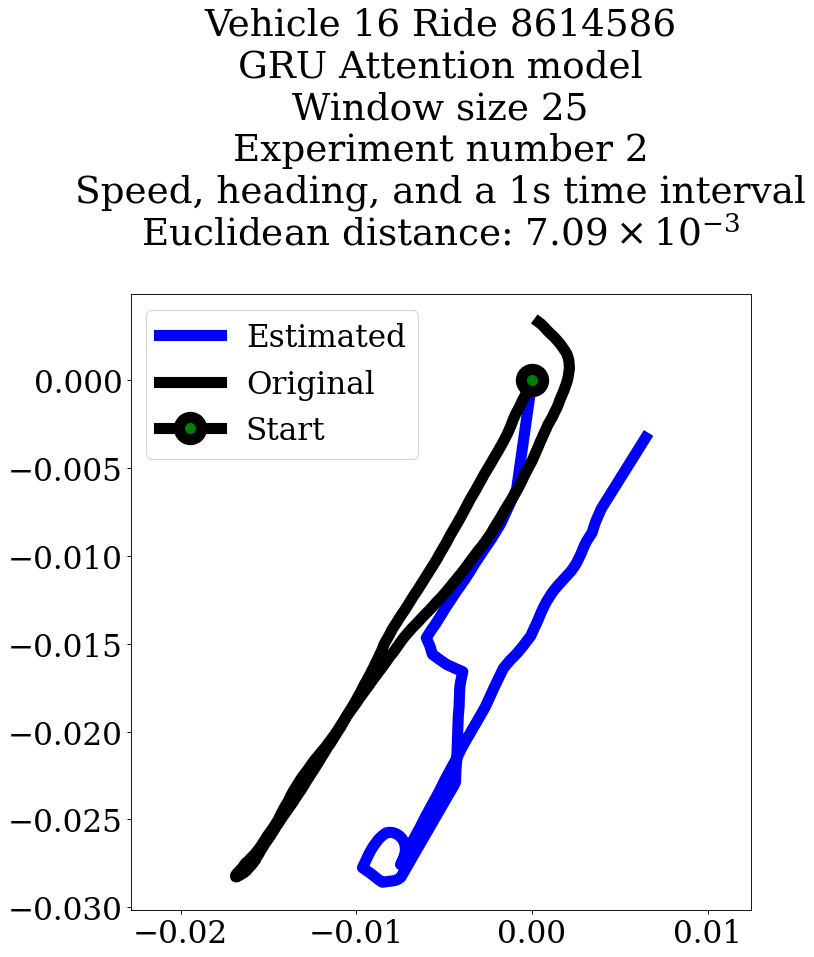 Vehicle 16 Ride 8614586
GRU Attention model
Window size 25
Experiment number 2
Speed, heading, and a 1s time interval
Euclidean distance: 7.09 × 10⁻³
Estimated
Original
Start
0.000
−0.005
−0.010
−0.015
−0.020
−0.025
−0.030
−0.02 −0.01 0.00 0.01